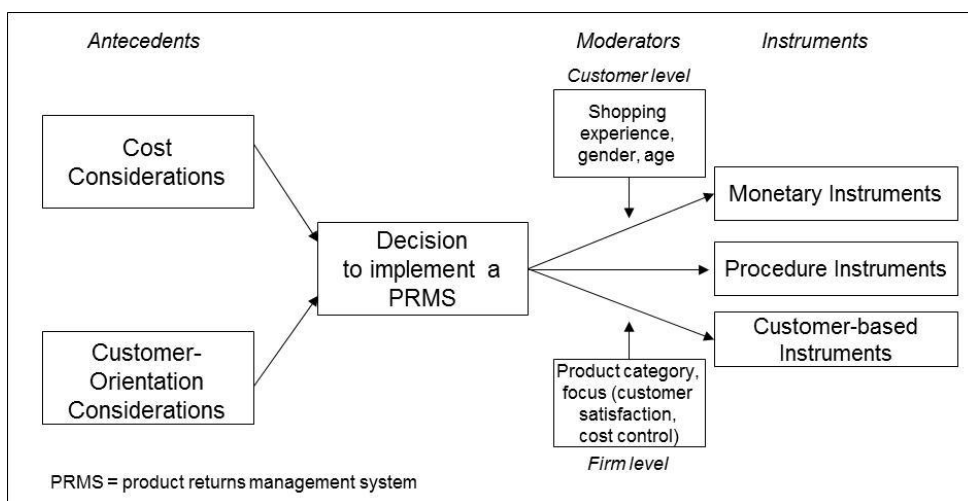 Antecedents
Moderators
Instruments
Customer level
Shopping
experience,
gender, age
Cost
Considerations
Monetary Instruments
Decision
to implement a
PRMS
Procedure Instruments
Customer-
Orientation
Considerations
Customer-based
Instruments
Product category,
focus (customer
satisfaction,
cost control)
Firm level
PRMS = product returns management system